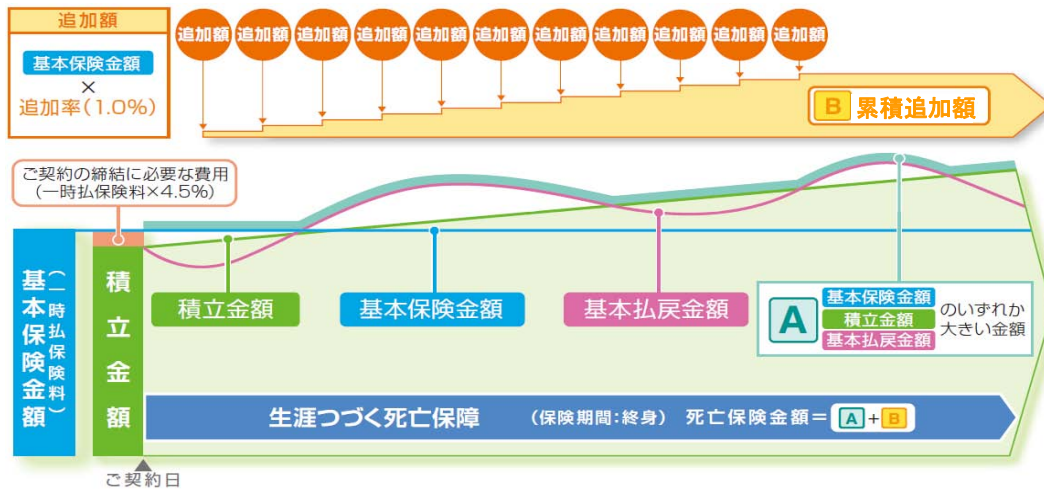 追加額
基本保険金額
×
追加率(1.0%)
追加額 追加額 追加額 追加額 追加額 追加額 追加額 追加額 追加額 追加額 追加額
B 累積追加額
ご契約の締結に必要な費用
(一時払保険料×4.5%)
基本保険金額
(一時払保険料)
積立金額
積立金額
基本保険金額
基本払戻金額
A
基本保険金額
積立金額
基本払戻金額
のいずれか
大きい金額
生涯つづく死亡保障 (保険期間:終身) 死亡保険金額=A+B
ご契約日